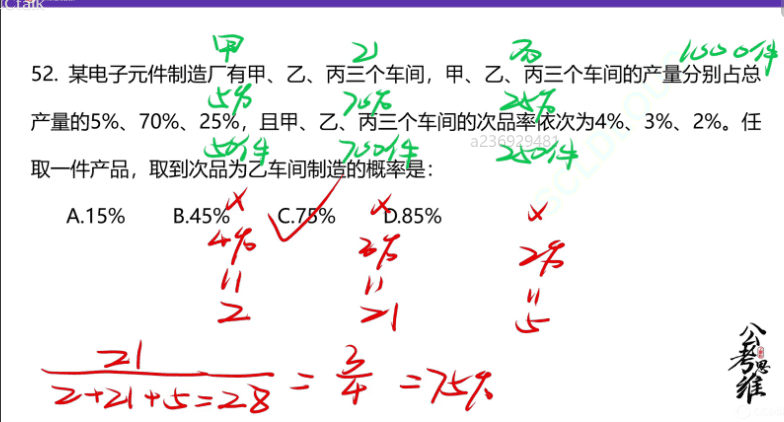 甲 乙 丙 1000件
52. 某电子元件制造厂有甲、乙、丙三个车间，甲、乙、丙三个车间的产量分别占总
5% 70% 25%
产量的5%、70%、25%，且甲、乙、丙三个车间的次品率依次为4%、3%、2%。任
a236929481
50件 700件 250件
取一件产品，取到次品为乙车间制造的概率是：
× × ×
A.15% B.45% C.75% D.85%
4% 3% 2%
= = =
2 21 5
21
2+21+5=28
= 3/4 = 75%
公考思维